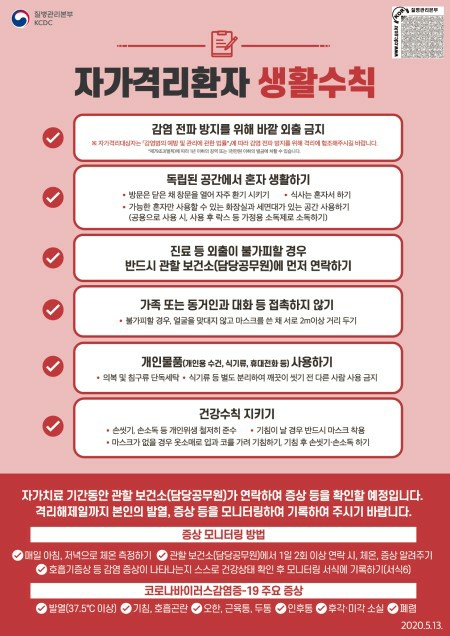 질병관리본부
KCDC
질병관리본부
www.cdc.go.kr
자가격리환자 생활수칙
감염 전파 방지를 위해 바깥 외출 금지
※ 자가격리대상자는 「감염병의 예방 및 관리에 관한 법률」에 따라 감염 전파 방지를 위해 격리에 협조해주시길 바랍니다.
독립된 공간에서 혼자 생활하기
• 방문은 닫은 채 창문을 열어 자주 환기 시키기 • 식사는 혼자서 하기
• 가능한 혼자만 사용할 수 있는 화장실과 세면대가 있는 공간 사용하기
(공용으로 사용 시, 사용 후 락스 등 가정용 소독제로 소독하기)
진료 등 외출이 불가피할 경우
반드시 관할 보건소(담당공무원)에 먼저 연락하기
가족 또는 동거인과 대화 등 접촉하지 않기
• 불가피할 경우, 얼굴을 맞대지 않고 마스크를 쓴 채 서로 2m이상 거리 두기
개인물품(개인용 수건, 식기류, 휴대전화 등) 사용하기
• 의복 및 침구류 단독세탁 • 식기류 등 별도 분리하여 깨끗이 씻기 전 다른 사람 사용 금지
건강수칙 지키기
• 손씻기, 손소독 등 개인위생 철저히 준수 • 기침이 날 경우 반드시 마스크 착용
• 마스크가 없을 경우 옷소매로 입과 코를 가려 기침하기, 기침 후 손씻기·손소독 하기
자가치료 기간동안 관할 보건소(담당공무원)가 연락하여 증상 등을 확인할 예정입니다.
격리해제일까지 본인의 발열, 증상 등을 모니터링하여 기록하여 주시기 바랍니다.
증상 모니터링 방법
매일 아침, 저녁으로 체온 측정하기 관할 보건소(담당공무원)에서 1일 2회 이상 연락 시, 체온, 증상 알려주기
호흡기증상 등 감염 증상이 나타나는지 스스로 건강상태 확인 후 모니터링 서식에 기록하기(서식6)
코로나바이러스감염증-19 주요 증상
발열(37.5℃ 이상) 기침, 호흡곤란 오한, 근육통, 두통 인후통 후각·미각 소실 폐렴
2020.5.13.